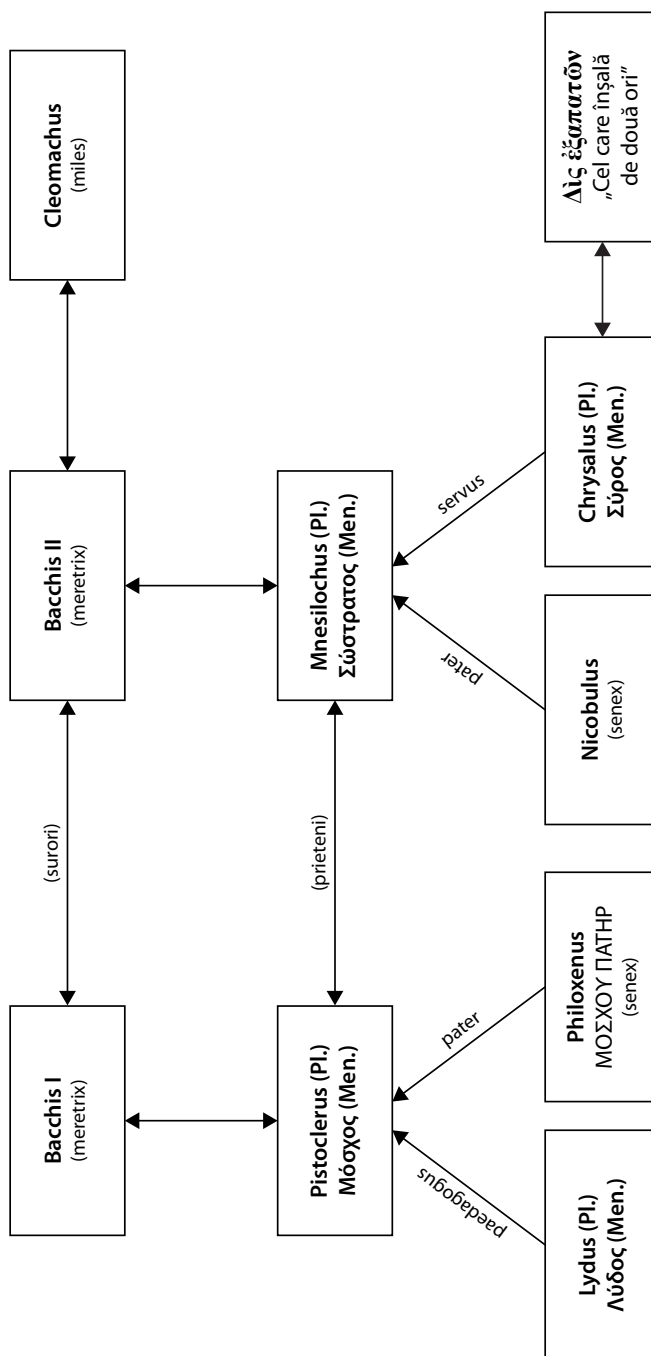 Bacchis I
(meretrix)
(surori)
Bacchis II
(meretrix)
Cleomachus
(miles)
Pistoclerus (Pl.)
Μόσχος (Men.)
(prieteni)
Mnesilochus (Pl.)
Σώστρατος (Men.)
paedagogus
pater
pater
servus
Lydus (Pl.)
Λύδος (Men.)
Philoxenus
ΜΟΣΧΟΥ ΠΑΤΗΡ
(senex)
Nicobulus
(senex)
Chrysalus (Pl.)
Σύρος (Men.)
Δὶς ἐξαπατῶν
„Cel care înșală
de două ori”